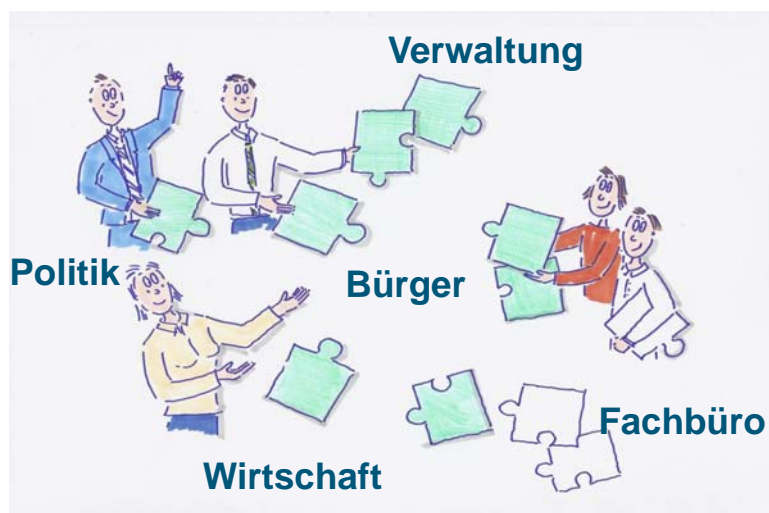 Verwaltung
Politik
Bürger
Fachbüro
Wirtschaft